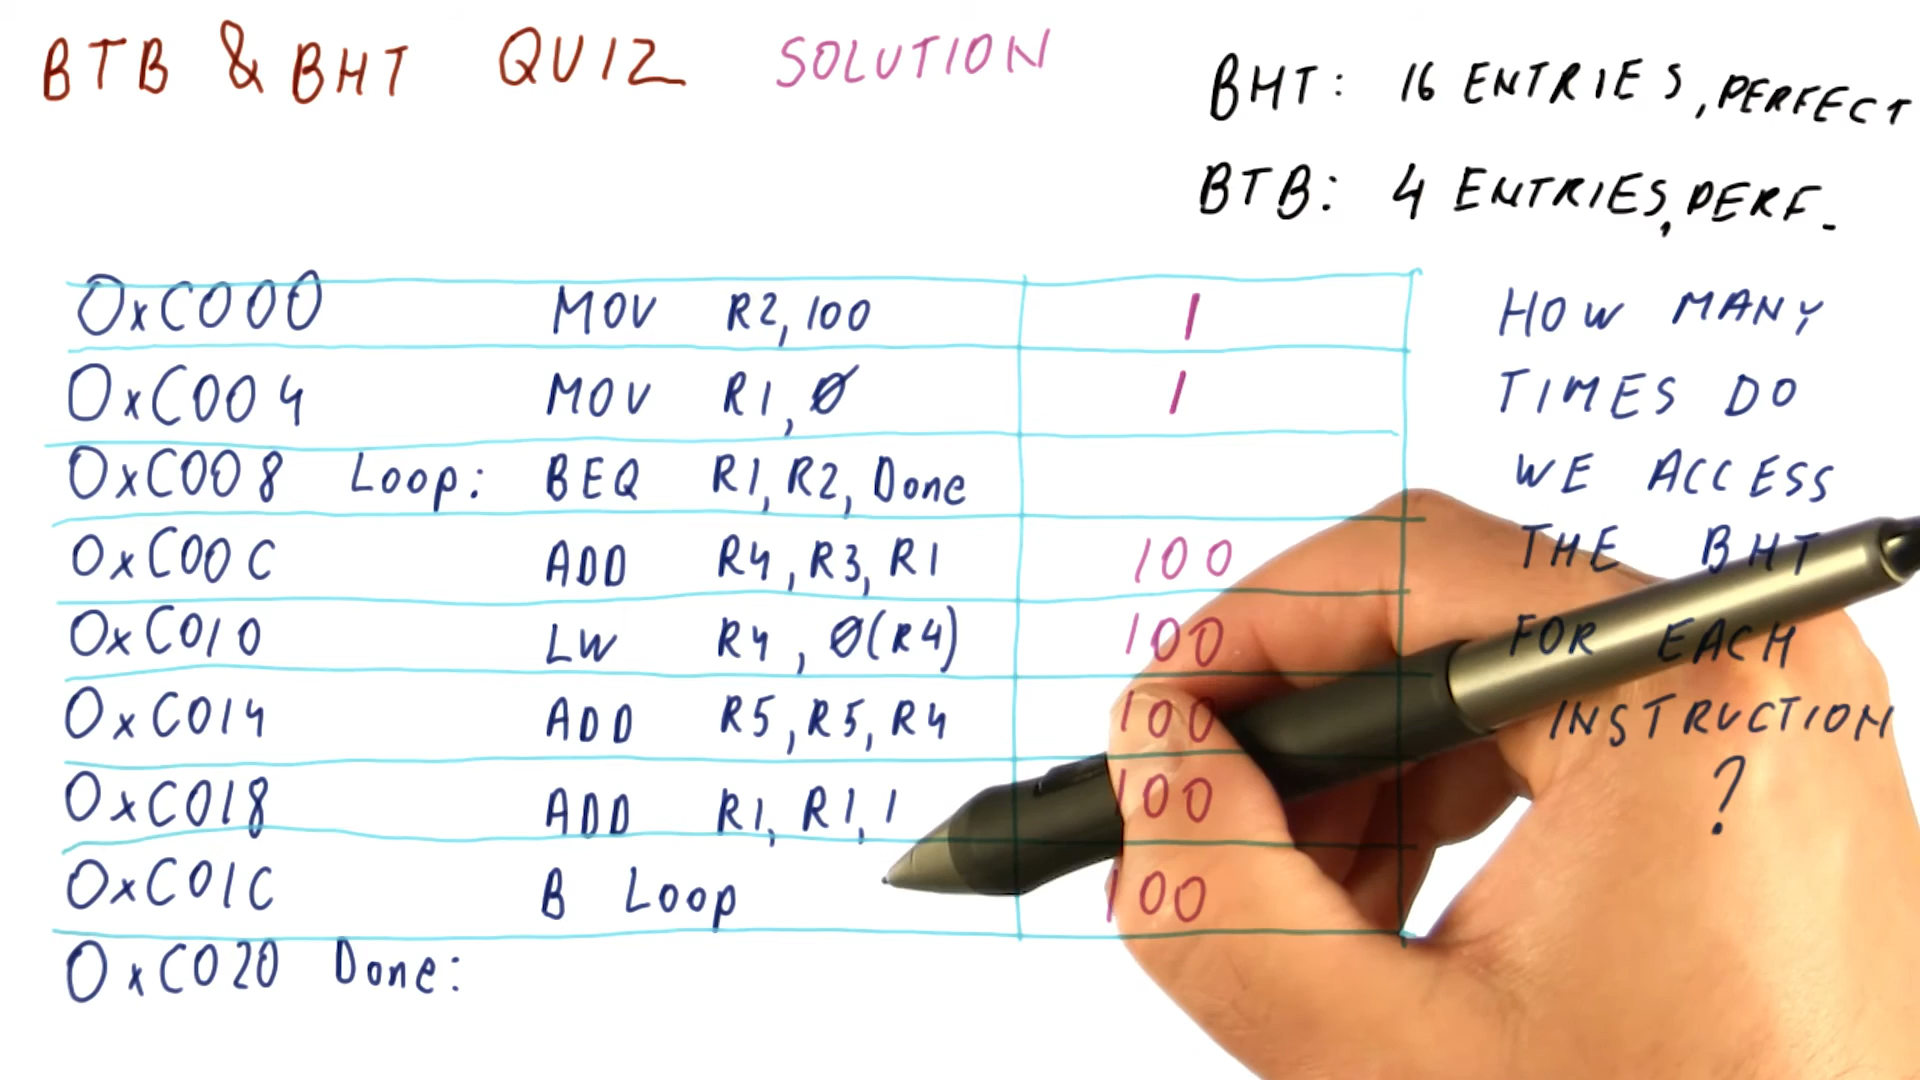 BTB & BHT QUIZ SOLUTION
BHT: 16 ENTRIES, PERFECT
BTB: 4 ENTRIES, PERF.
0xC000 MOV R2, 100 1
0xC004 MOV R1, 0 1
0xC008 Loop: BEQ R1, R2, Done
0xC00C ADD R4, R3, R1 100
0xC010 LW R4, 0(R4) 100
0xC014 ADD R5, R5, R4 100
0xC018 ADD R1, R1, 1 100
0xC01C B Loop 100
0xC020 Done:
HOW MANY
TIMES DO
WE ACCESS
THE BHT
FOR EACH
INSTRUCTION
?